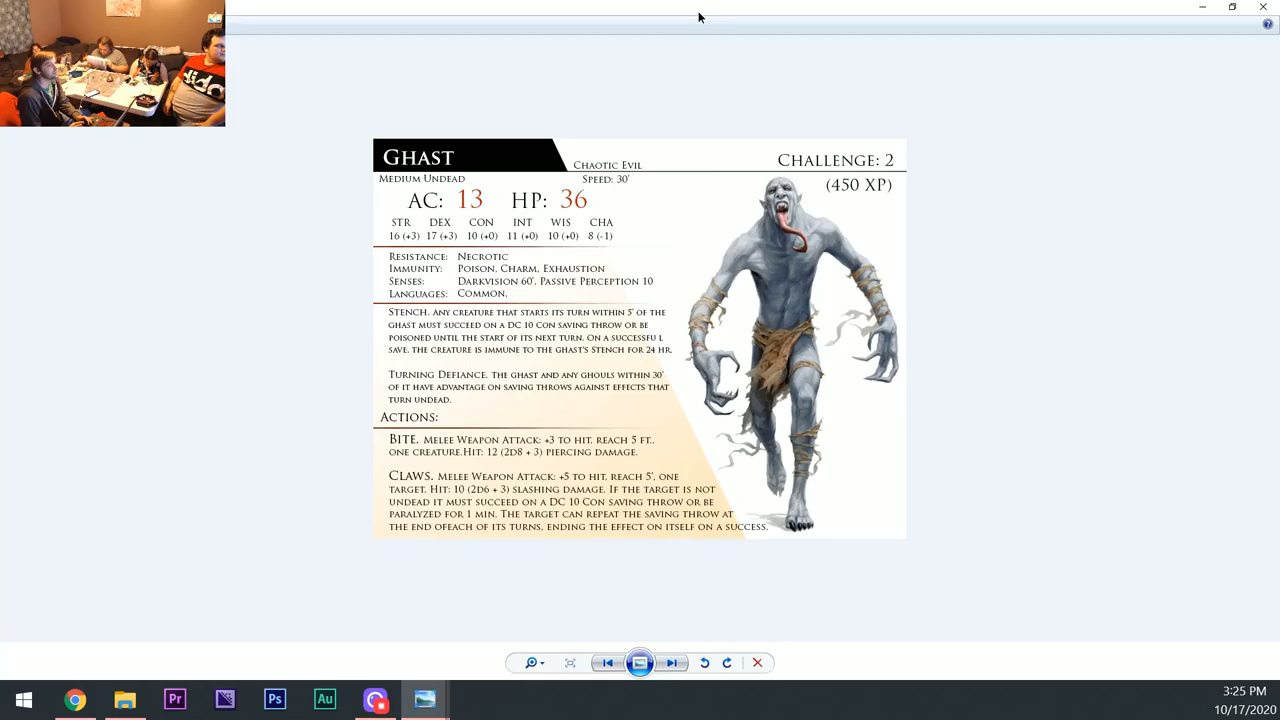 dido
Ghast
Chaotic Evil
Challenge: 2
Medium Undead
Speed: 30'
(450 XP)
AC: 13 HP: 36
STR DEX CON INT WIS CHA
16 (+3) 17 (+3) 10 (+0) 11 (+0) 10 (+0) 8 (-1)
Resistance: Necrotic
Immunity: Poison, Charm, Exhaustion
Senses: Darkvision 60', Passive Perception 10
Languages: Common,
Stench. Any creature that starts its turn within 5' of the
ghast must succeed on a DC 10 Con saving throw or be
poisoned until the start of its next turn. On a successfu l
save, the creature is immune to the ghast's Stench for 24 hr.
Turning Defiance. The ghast and any ghouls within 30'
of it have advantage on saving throws against effects that
turn undead.
Actions:
Bite. Melee Weapon Attack: +3 to hit, reach 5 ft.,
one creature.Hit: 12 (2d8 + 3) piercing damage.
Claws. Melee Weapon Attack: +5 to hit, reach 5', one
target. Hit: 10 (2d6 + 3) slashing damage. If the target is not
undead it must succeed on a DC 10 Con saving throw or be
paralyzed for 1 min. The target can repeat the saving throw at
the end ofeach of its turns, ending the effect on itself on a success.
Pr
Ps
Au
3:25 PM
10/17/2020